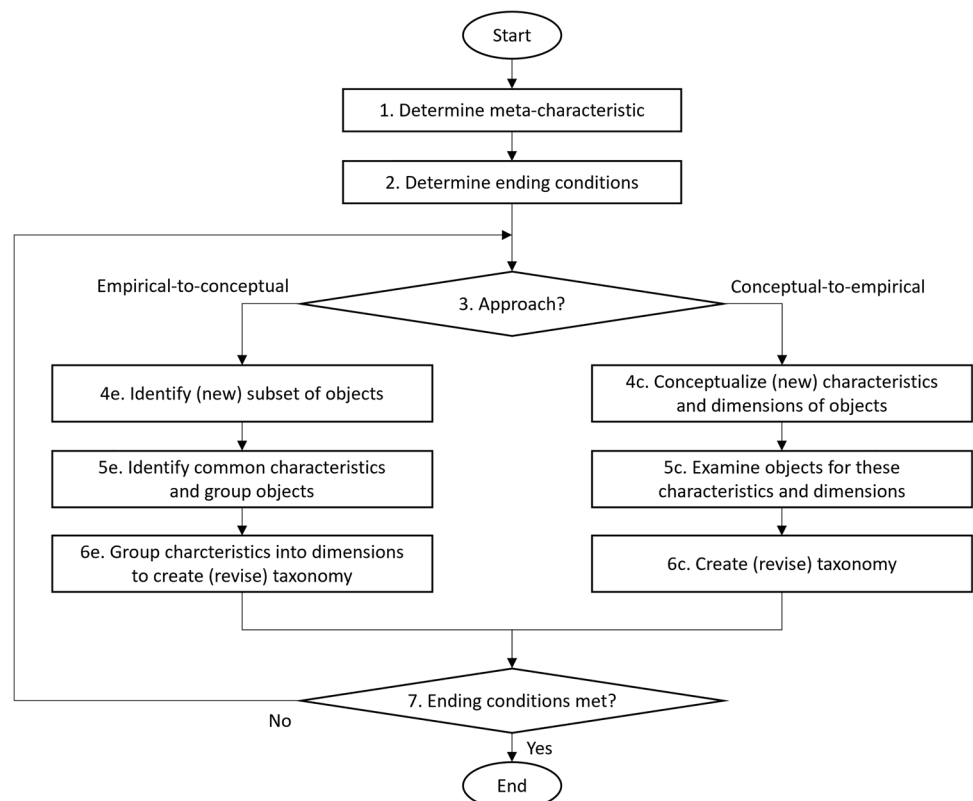 Start
1. Determine meta-characteristic
2. Determine ending conditions
Empirical-to-conceptual
Conceptual-to-empirical
3. Approach?
4e. Identify (new) subset of objects
4c. Conceptualize (new) characteristics
and dimensions of objects
5e. Identify common characteristics
and group objects
5c. Examine objects for these
characteristics and dimensions
6e. Group charcteristics into dimensions
to create (revise) taxonomy
6c. Create (revise) taxonomy
7. Ending conditions met?
No
Yes
End